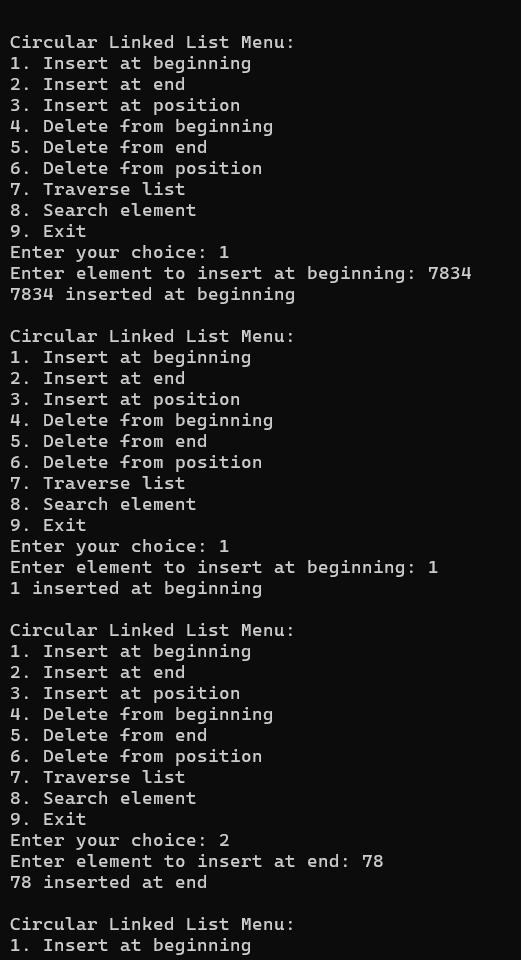 Circular Linked List Menu:
1. Insert at beginning
2. Insert at end
3. Insert at position
4. Delete from beginning
5. Delete from end
6. Delete from position
7. Traverse list
8. Search element
9. Exit
Enter your choice: 1
Enter element to insert at beginning: 7834
7834 inserted at beginning

Circular Linked List Menu:
1. Insert at beginning
2. Insert at end
3. Insert at position
4. Delete from beginning
5. Delete from end
6. Delete from position
7. Traverse list
8. Search element
9. Exit
Enter your choice: 1
Enter element to insert at beginning: 1
1 inserted at beginning

Circular Linked List Menu:
1. Insert at beginning
2. Insert at end
3. Insert at position
4. Delete from beginning
5. Delete from end
6. Delete from position
7. Traverse list
8. Search element
9. Exit
Enter your choice: 2
Enter element to insert at end: 78
78 inserted at end

Circular Linked List Menu:
1. Insert at beginning